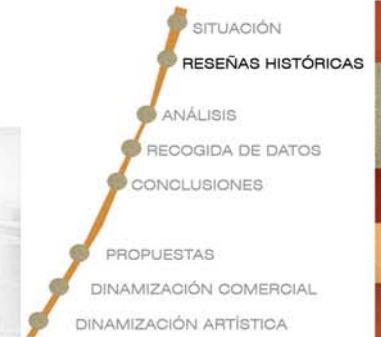 SITUACIÓN
RESEÑAS HISTÓRICAS
ANÁLISIS
RECOGIDA DE DATOS
CONCLUSIONES
PROPUESTAS
DINAMIZACIÓN COMERCIAL
DINAMIZACIÓN ARTÍSTICA